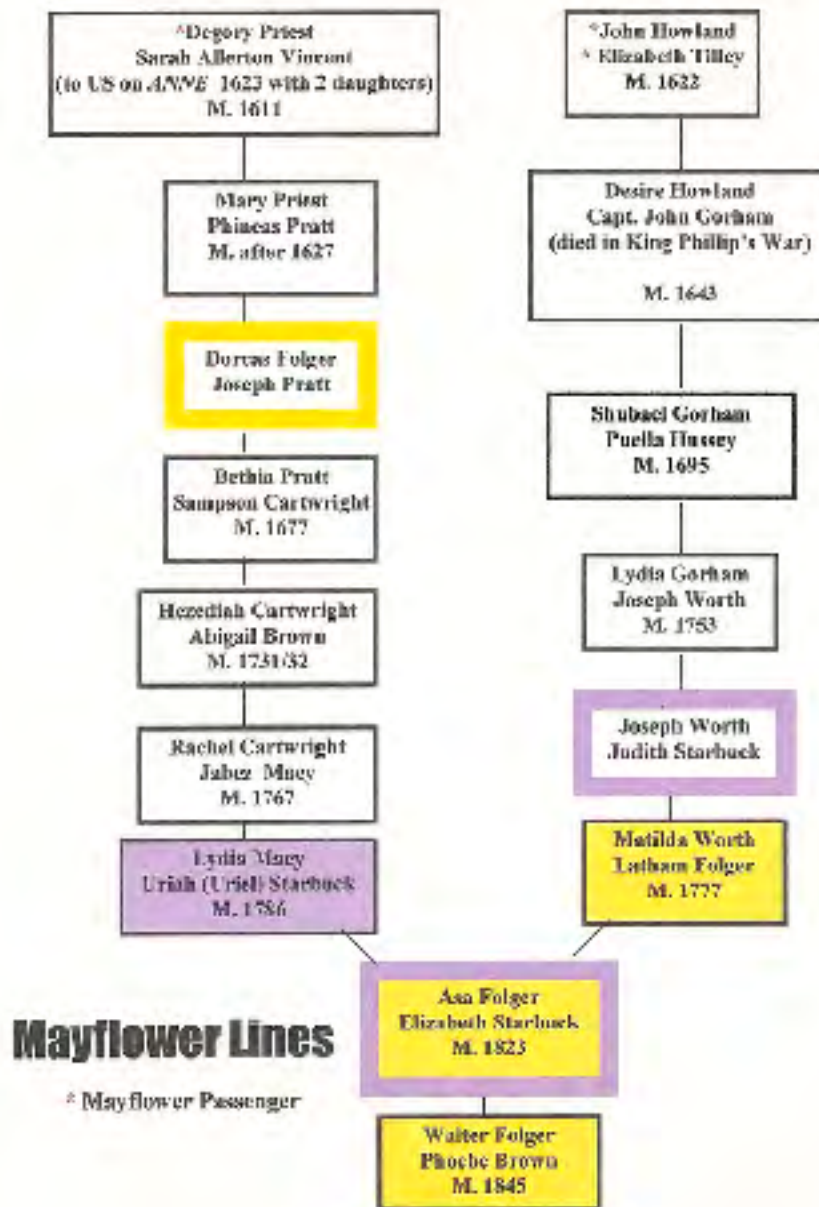 *Degory Priest
Sarah Allerton Vincent
(to US on ANNE 1623 with 2 daughters)
M. 1611
*John Howland
* Elizabeth Tilley
M. 1622
Mary Priest
Phineas Pratt
M. after 1627
Desire Howland
Capt. John Gorham
(died in King Phillip's War)
M. 1643
Dorcas Folger
Joseph Pratt
Shubael Gorham
Puella Hussey
M. 1695
Bethia Pratt
Sampson Cartwright
M. 1677
Lydia Gorham
Joseph Worth
M. 1753
Hezediah Cartwright
Abigail Brown
M. 1731/32
Joseph Worth
Judith Starbuck
Rachel Cartwright
Jabez Macy
M. 1767
Lydia Macy
Uriah (Uriel) Starbuck
M. 1786
Matilda Worth
Latham Folger
M. 1777
Asa Folger
Elizabeth Starbuck
M. 1823
Mayflower Lines
* Mayflower Passenger
Walter Folger
Phoebe Brown
M. 1845